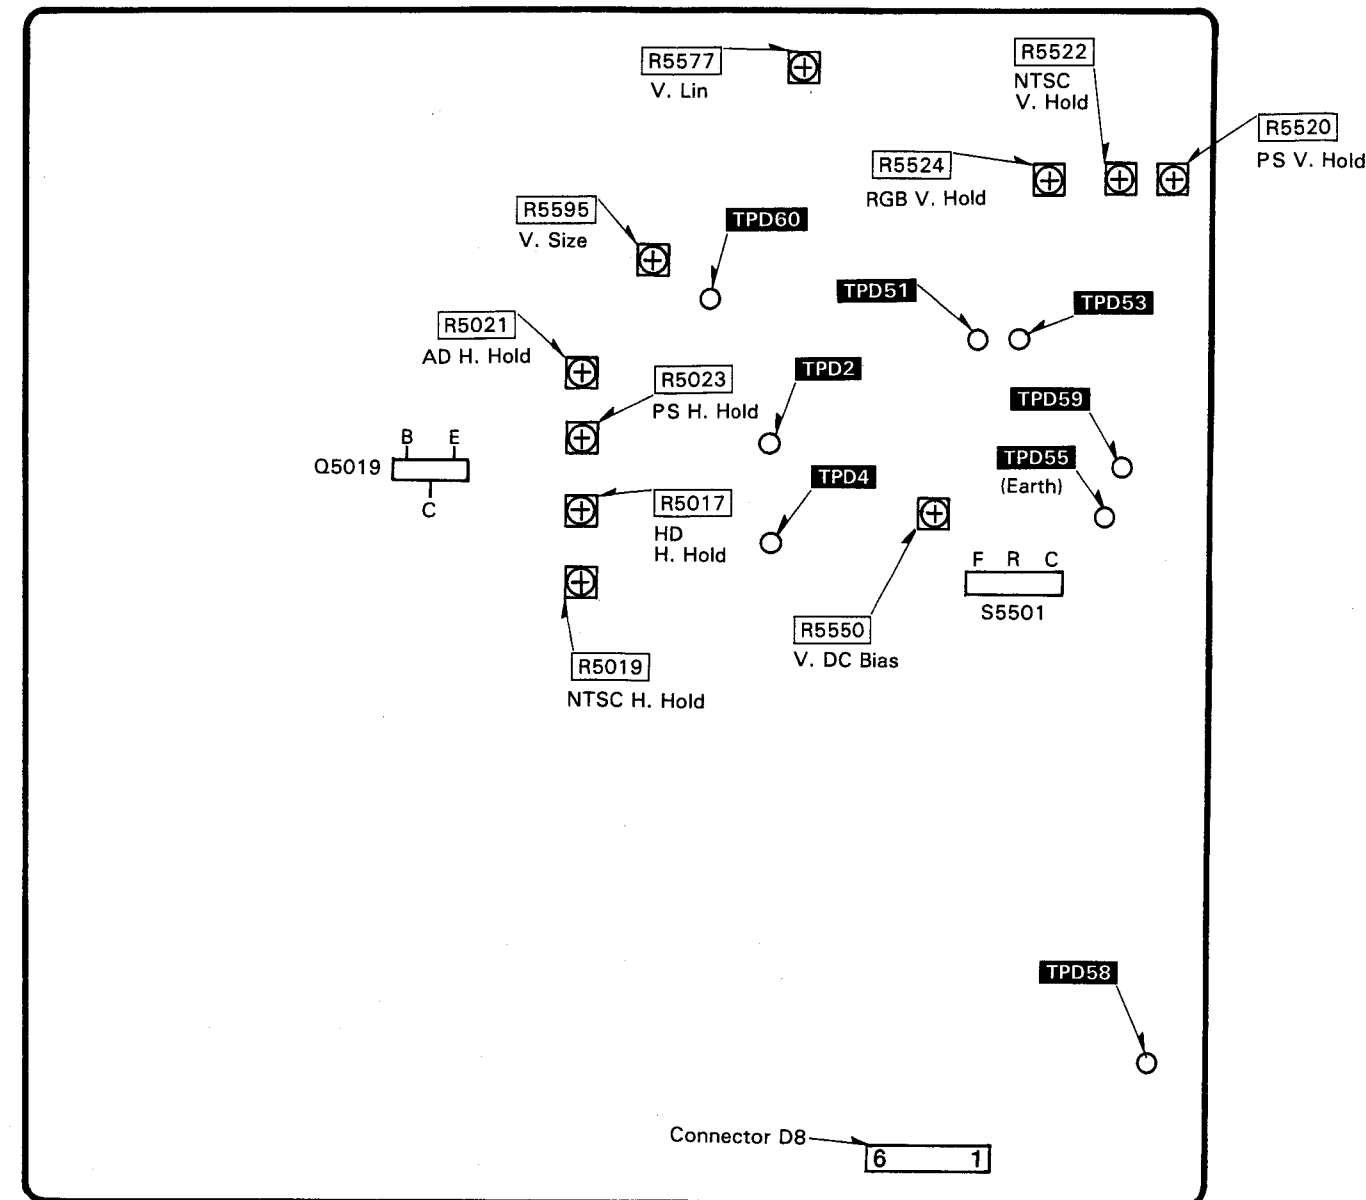 R5577
V. Lin
R5522
NTSC
V. Hold
R5520
PS V. Hold
R5524
RGB V. Hold
R5595
V. Size
TPD60
TPD51
TPD53
R5021
AD H. Hold
R5023
PS H. Hold
TPD2
TPD59
B E
Q5019
C
TPD55
(Earth)
TPD4
R5017
HD
H. Hold
F R C
S5501
R5550
V. DC Bias
R5019
NTSC H. Hold
TPD58
Connector D8
6 1